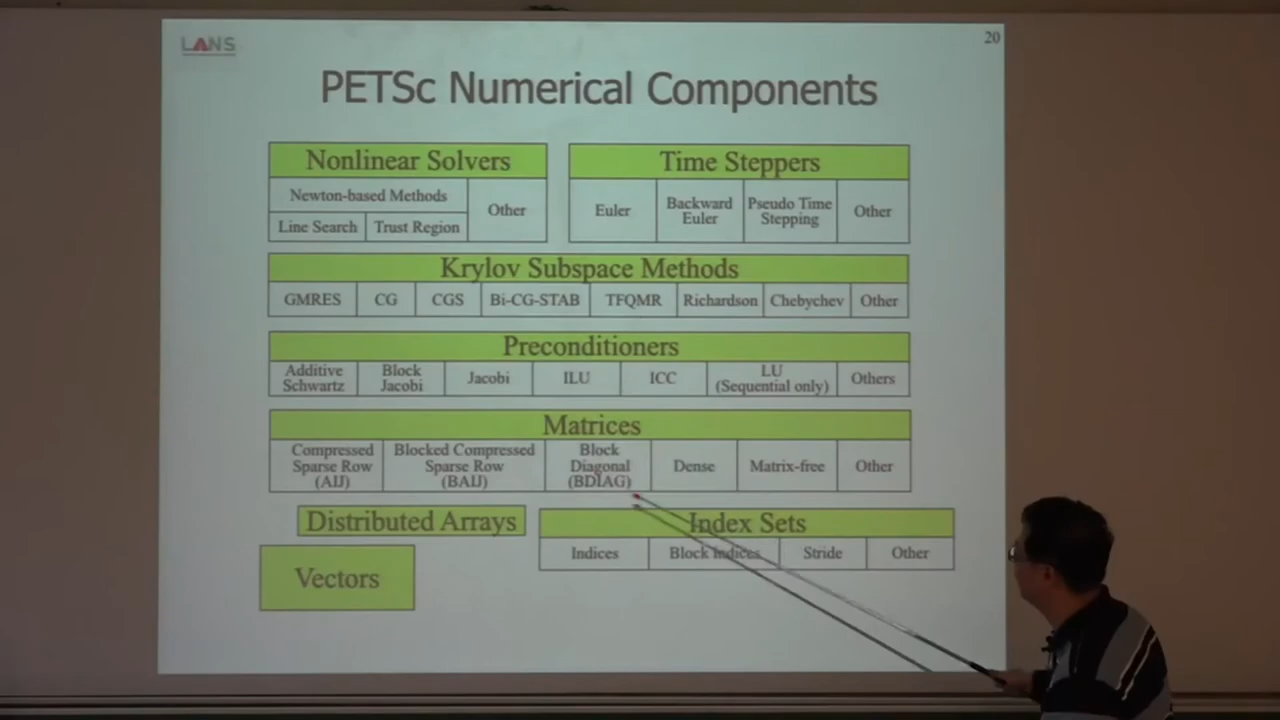 LANS
20
PETSc Numerical Components
Nonlinear Solvers
Newton-based Methods
Line Search
Trust Region
Other
Time Steppers
Euler
Backward
Euler
Pseudo Time
Stepping
Other
Krylov Subspace Methods
GMRES
CG
CGS
Bi-CG-STAB
TFQMR
Richardson
Chebychev
Other
Preconditioners
Additive
Schwartz
Block
Jacobi
Jacobi
ILU
ICC
LU
(Sequential only)
Others
Matrices
Compressed
Sparse Row
(AIJ)
Blocked Compressed
Sparse Row
(BAIJ)
Block
Diagonal
(BDIAG)
Dense
Matrix-free
Other
Distributed Arrays
Index Sets
Indices
Block Indices
Stride
Other
Vectors